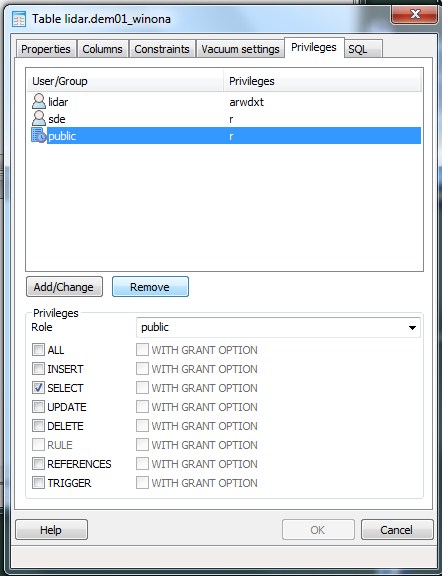 Table lidar.dem01_winona
Properties Columns Constraints Vacuum settings Privileges SQL
User/Group Privileges
lidar arwdxt
sde r
public r
Add/Change Remove
Privileges
Role public
ALL WITH GRANT OPTION
INSERT WITH GRANT OPTION
SELECT WITH GRANT OPTION
UPDATE WITH GRANT OPTION
DELETE WITH GRANT OPTION
RULE WITH GRANT OPTION
REFERENCES WITH GRANT OPTION
TRIGGER WITH GRANT OPTION
Help OK Cancel